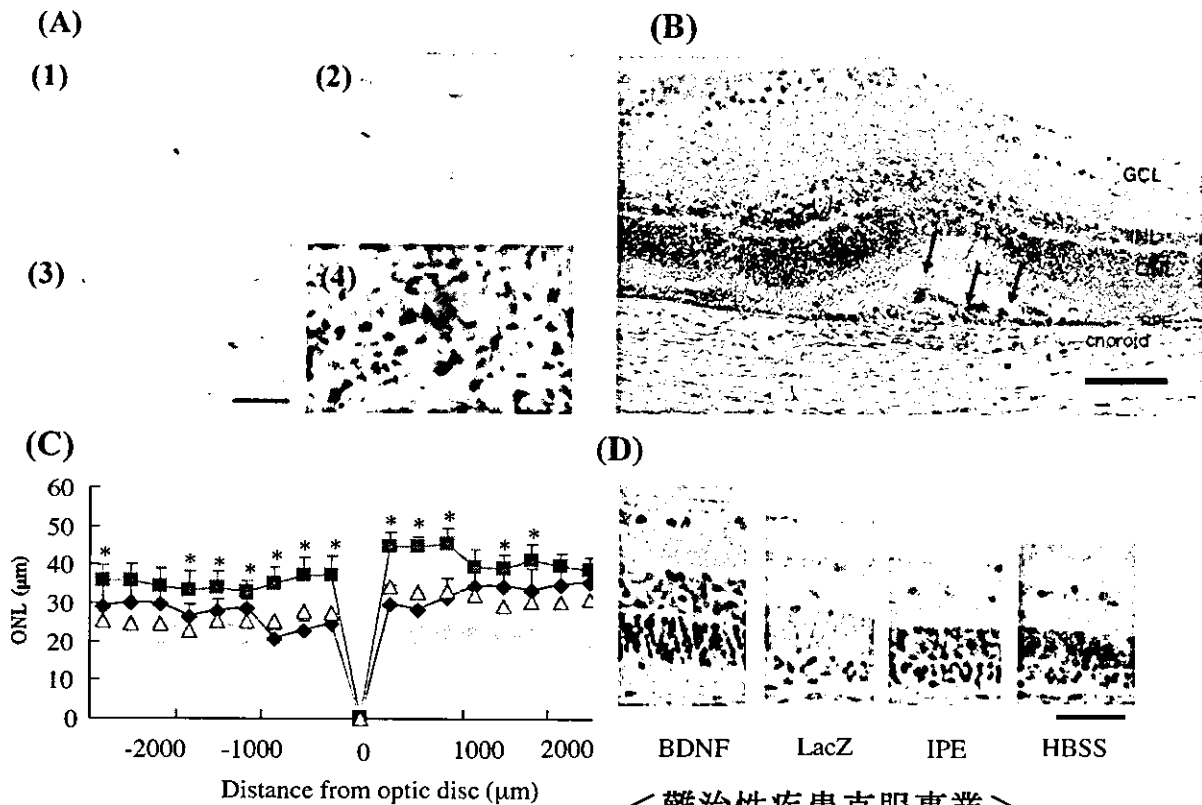 (A)
(B)
(1)
(2)
(3)
(4)
GCL
INL
choroid
(C)
(D)
60
50
40
30
20
10
0
ONL (μm)
* * * * * * * * * * * *
-2000 -1000 0 1000 2000
Distance from optic disc (μm)
BDNF LacZ IPE HBSS